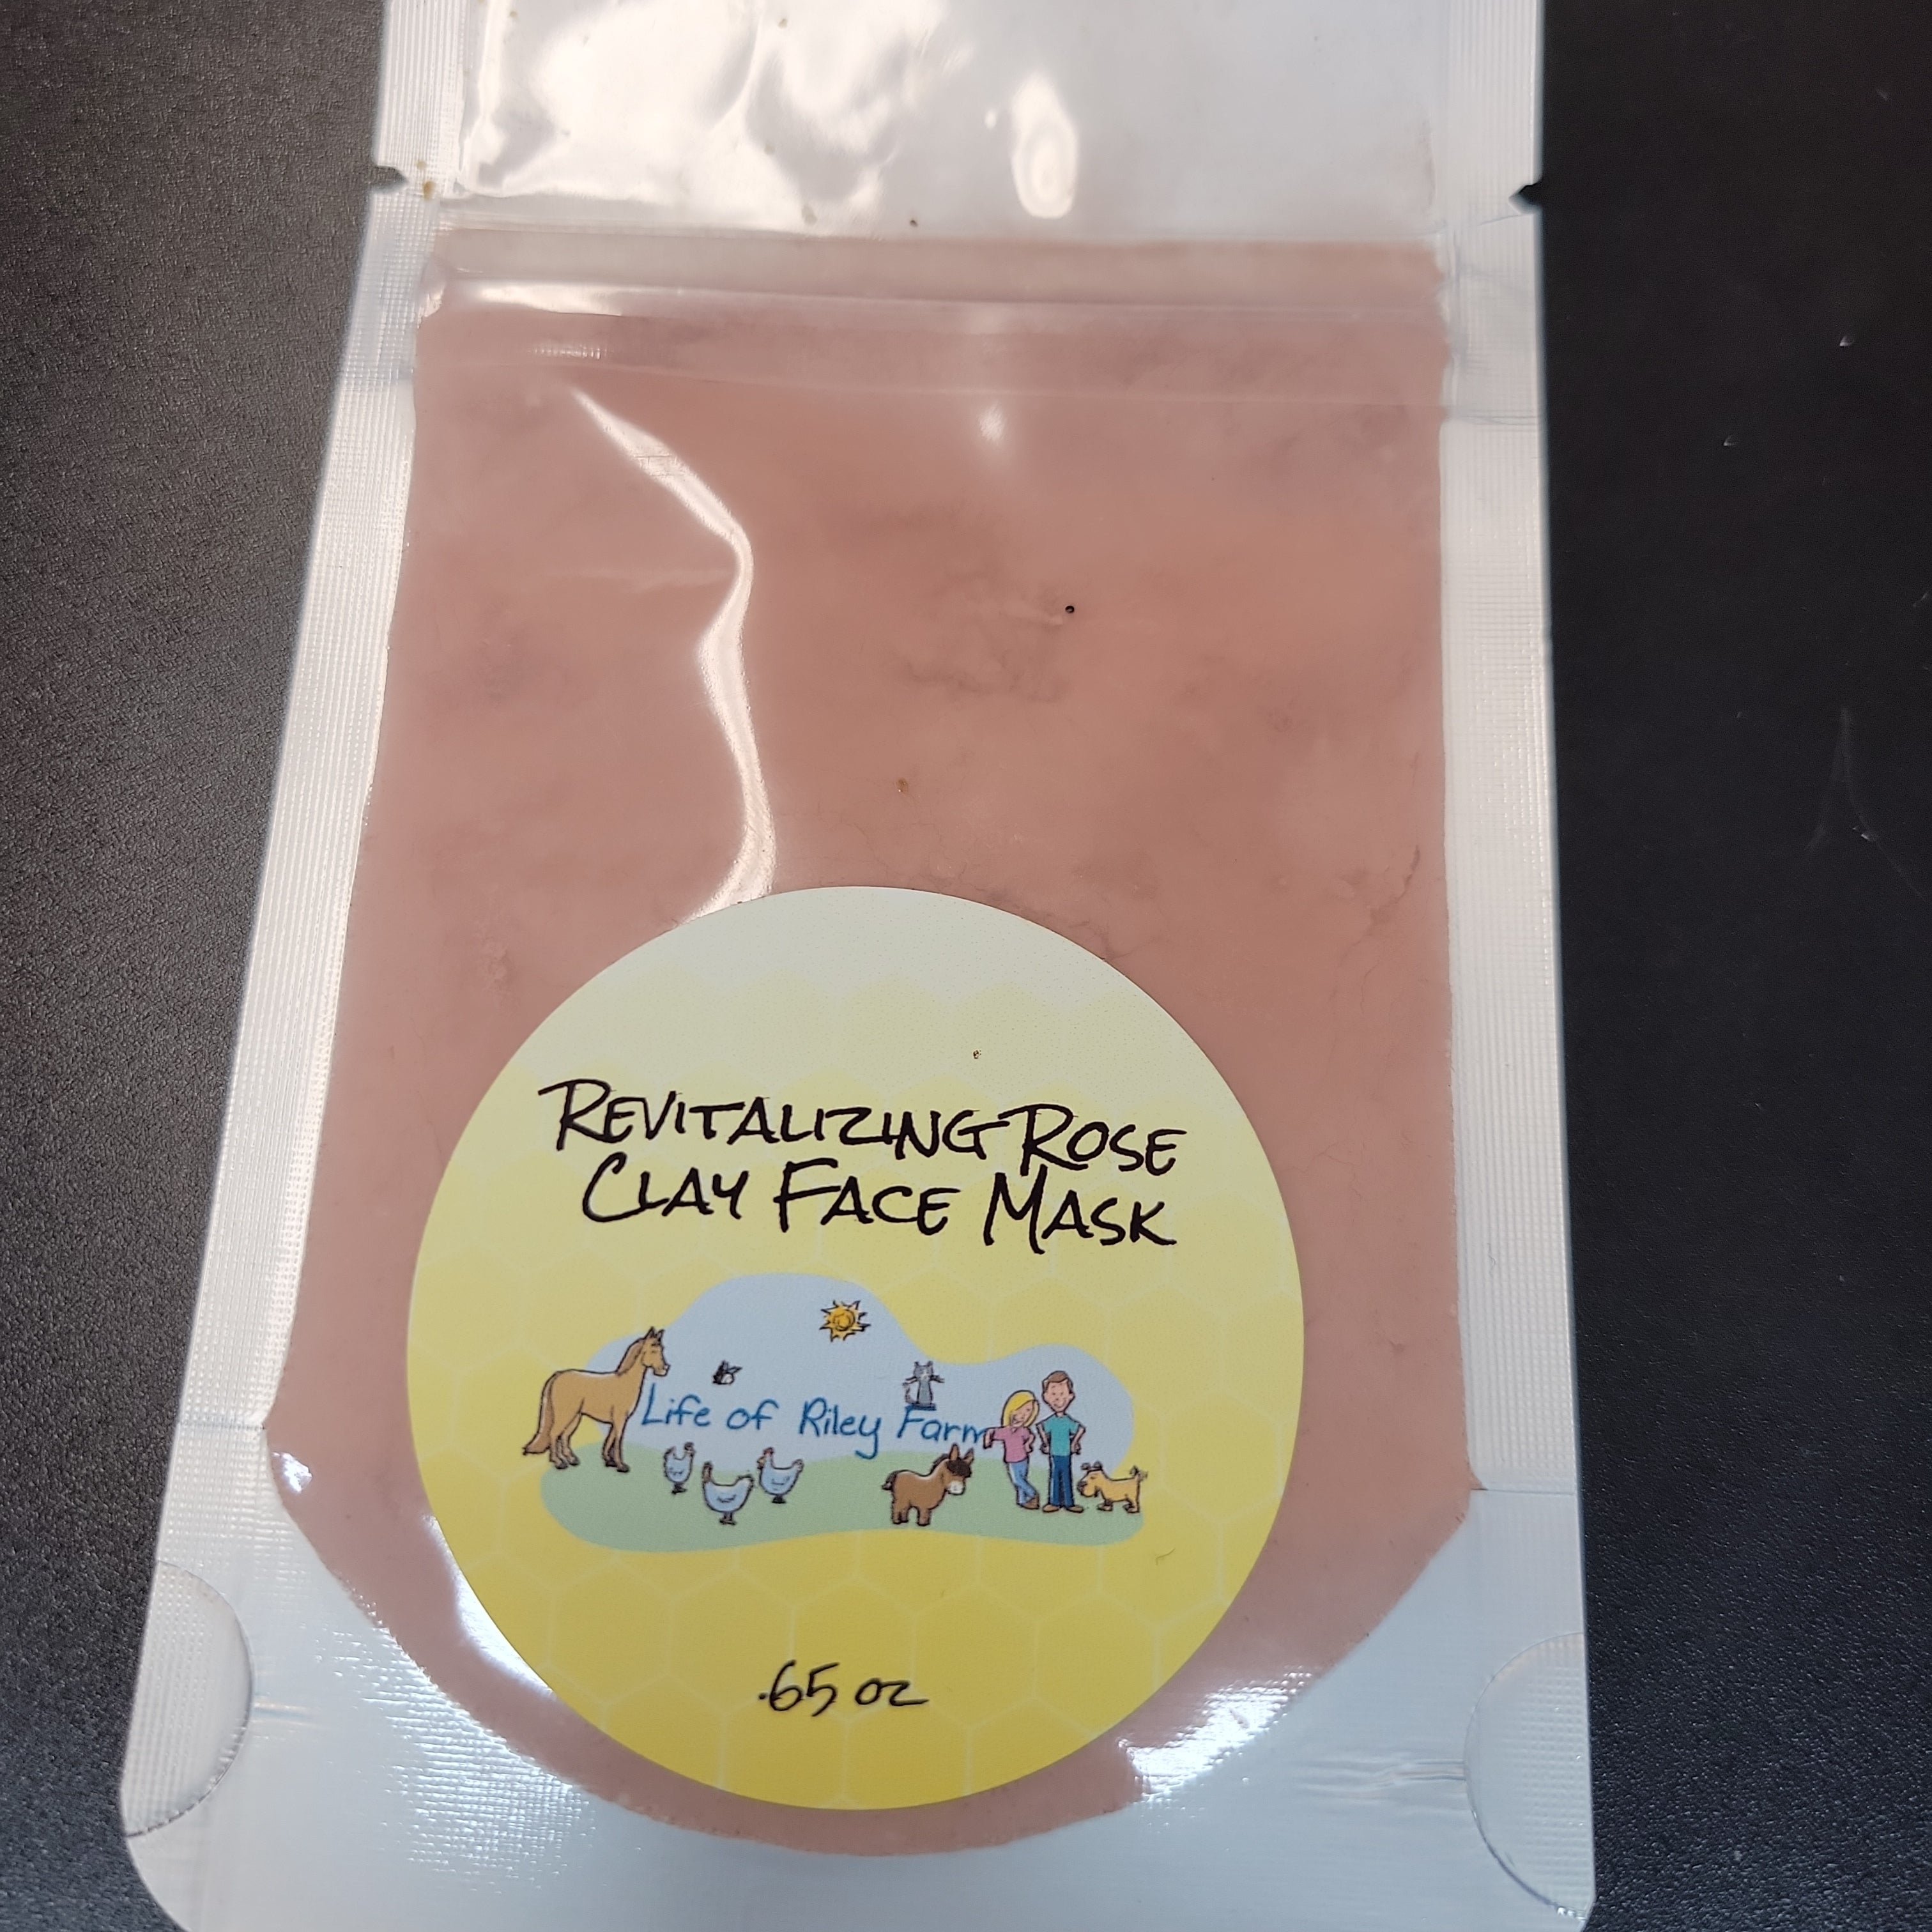 REVITALIZING ROSE
CLAY FACE MASK
Life of Riley Farm
.65 oz